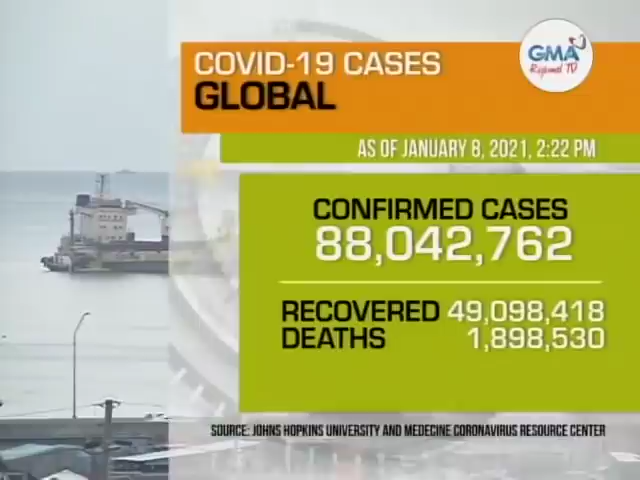 COVID-19 CASES
GLOBAL
GMA
Regional TV
AS OF JANUARY 8, 2021, 2:22 PM
CONFIRMED CASES
88,042,762
RECOVERED 49,098,418
DEATHS 1,898,530
SOURCE: JOHNS HOPKINS UNIVERSITY AND MEDECINE CORONAVIRUS RESOURCE CENTER